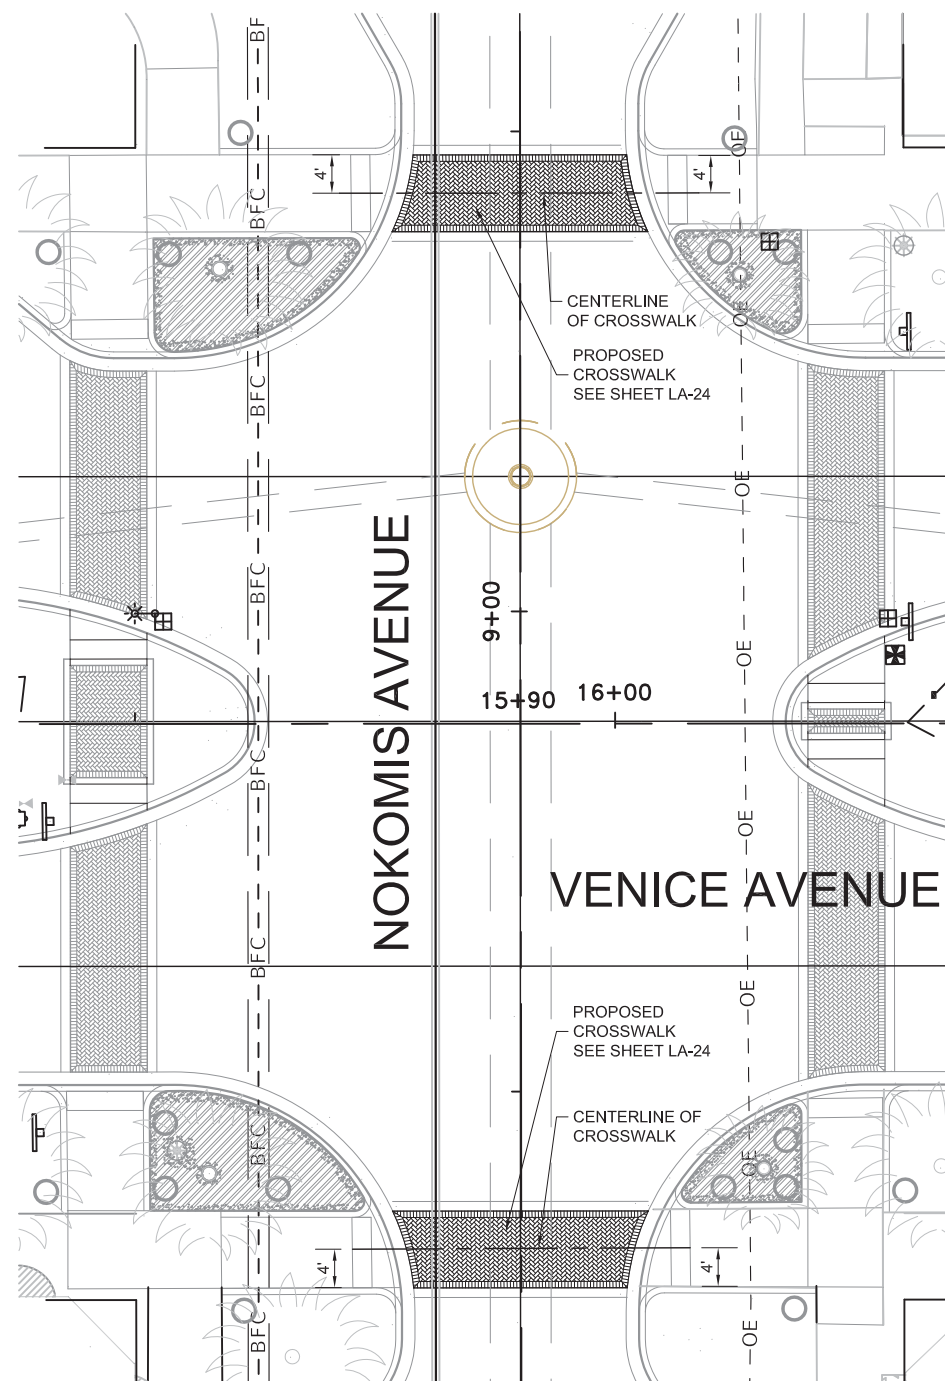 BF
OE
4'
4'
BFC
CENTERLINE
OF CROSSWALK
OE
BFC
PROPOSED
CROSSWALK
SEE SHEET LA-24
BFC
OE
NOKOMIS AVENUE
9+00
BFC
OE
15+90
16+00
BFC
OE
VENICE AVENUE
BFC
OE
PROPOSED
CROSSWALK
SEE SHEET LA-24
CENTERLINE OF
CROSSWALK
BFC
OE
4'
4'
BFC
OE